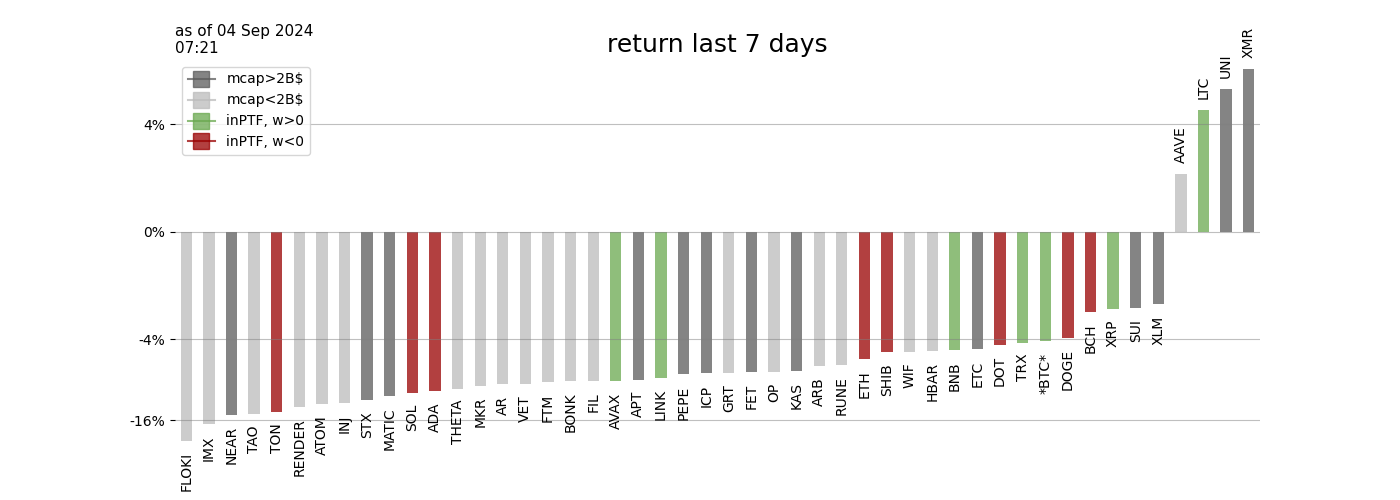 as of 04 Sep 2024
07:21
return last 7 days
mcap>2B$
mcap<2B$
inPTF, w>0
inPTF, w<0
4%
0%
-4%
-16%
FLOKI
IMX
NEAR
TAO
TON
RENDER
ATOM
INJ
STX
MATIC
SOL
ADA
THETA
MKR
AR
VET
FTM
BONK
FIL
AVAX
APT
LINK
PEPE
ICP
GRT
FET
OP
KAS
ARB
RUNE
ETH
SHIB
WIF
HBAR
BNB
ETC
DOT
TRX
*BTC*
DOGE
BCH
XRP
SUI
XLM
AAVE
LTC
UNI
XMR